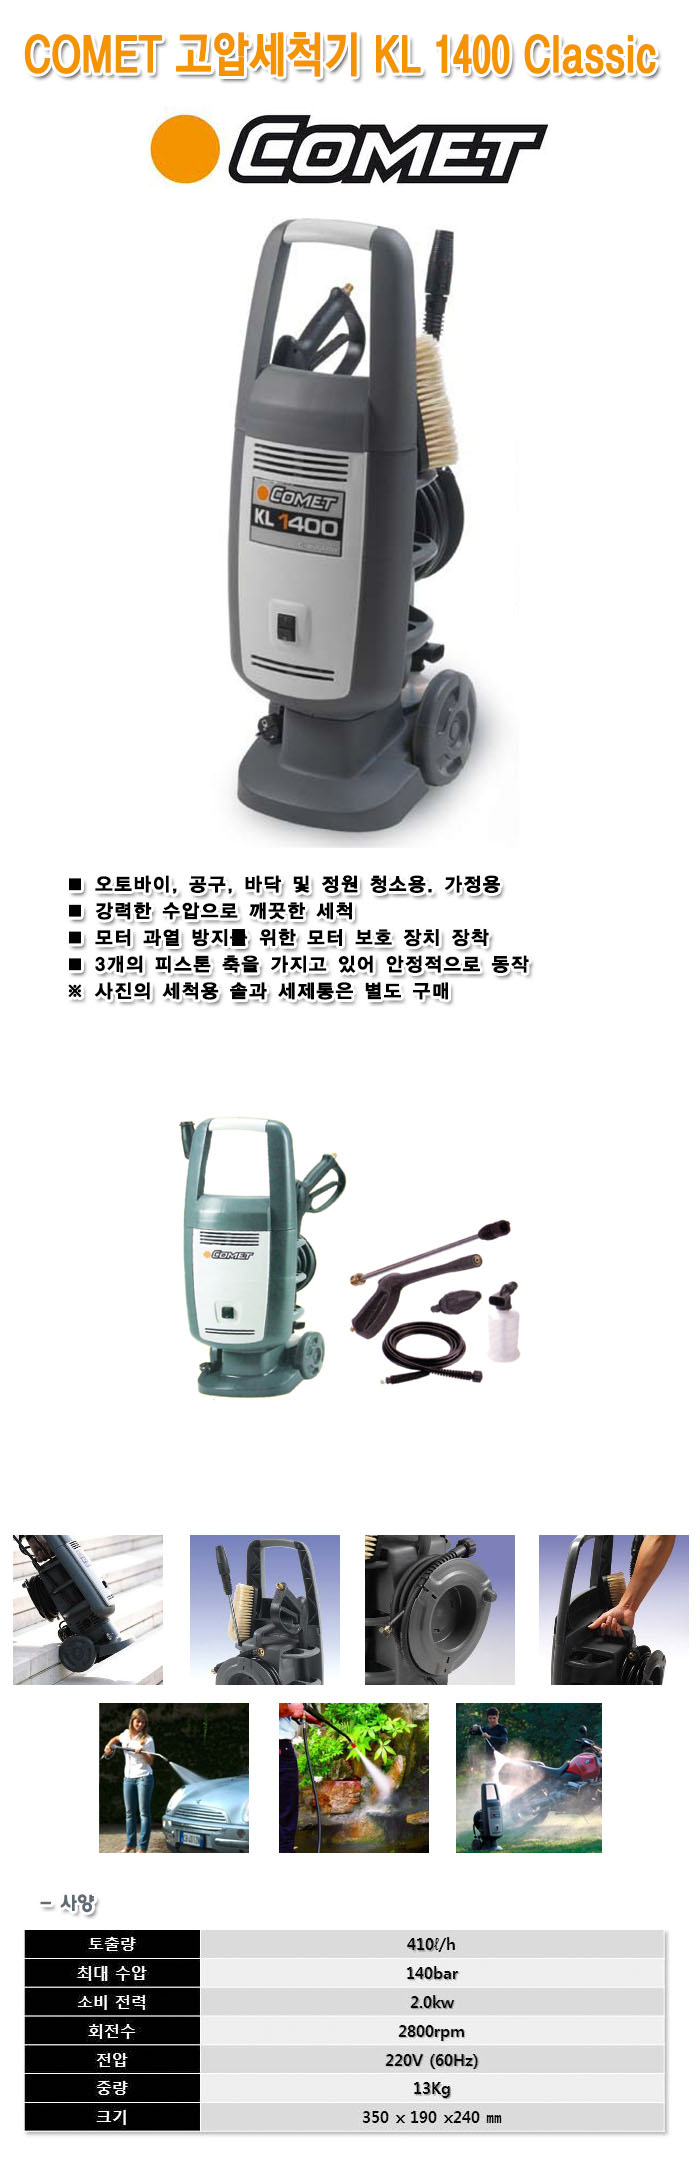 COMET 고압세척기 KL 1400 Classic
COMET
COMET
KL 1400
■ 오토바이, 공구, 바닥 및 정원 청소용. 가정용
■ 강력한 수압으로 깨끗한 세척
■ 모터 과열 방지를 위한 모터 보호 장치 장착
■ 3개의 피스톤 축을 가지고 있어 안정적으로 동작
※ 사진의 세척용 솔과 세제통은 별도 구매
COMET
- 사양
토출량 410ℓ/h
최대 수압 140bar
소비 전력 2.0kw
회전수 2800rpm
전압 220V (60Hz)
중량 13Kg
크기 350 x 190 x240 ㎜